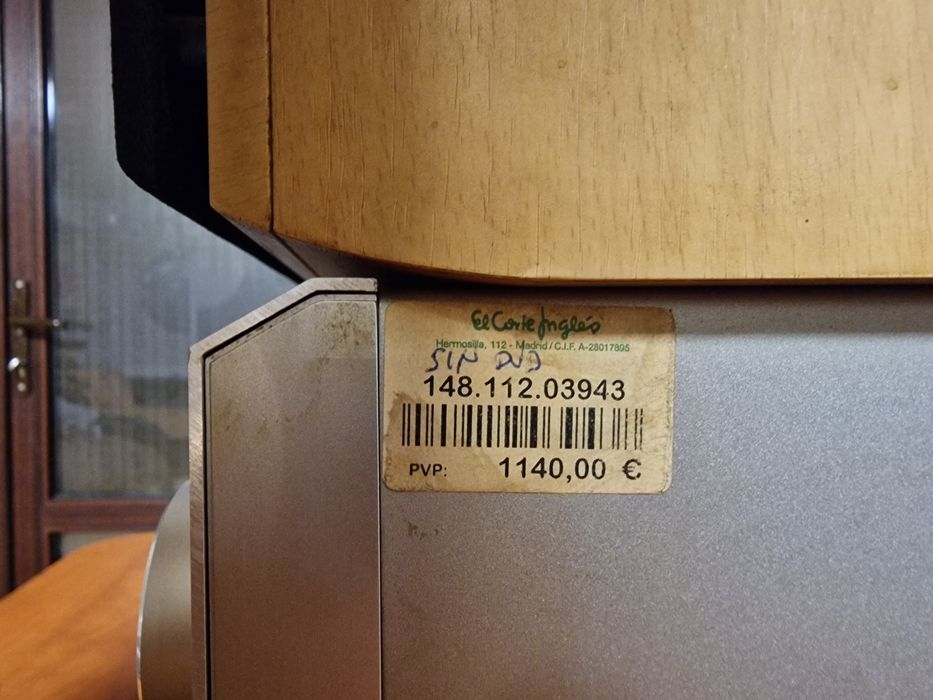 El Corte Inglés
Hermosilla, 112 - Madrid / C.I.F. A-28017895
SIN DVD
148.112.03943
PVP: 1140,00 €